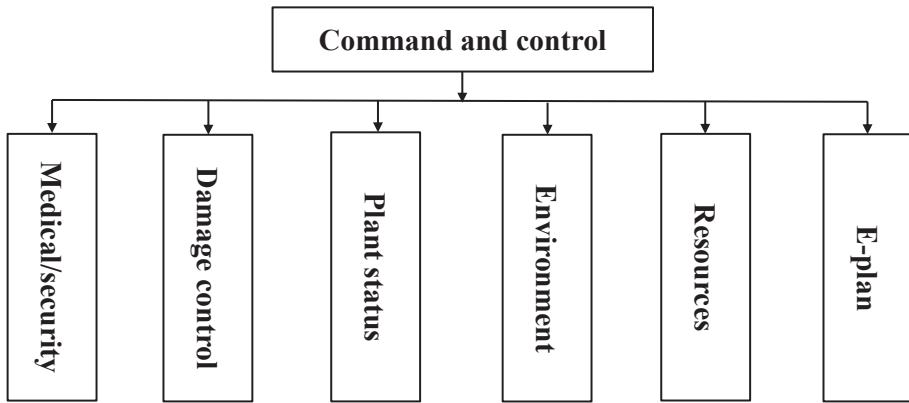 Command and control
Medical/security
Damage control
Plant status
Environment
Resources
E-plan